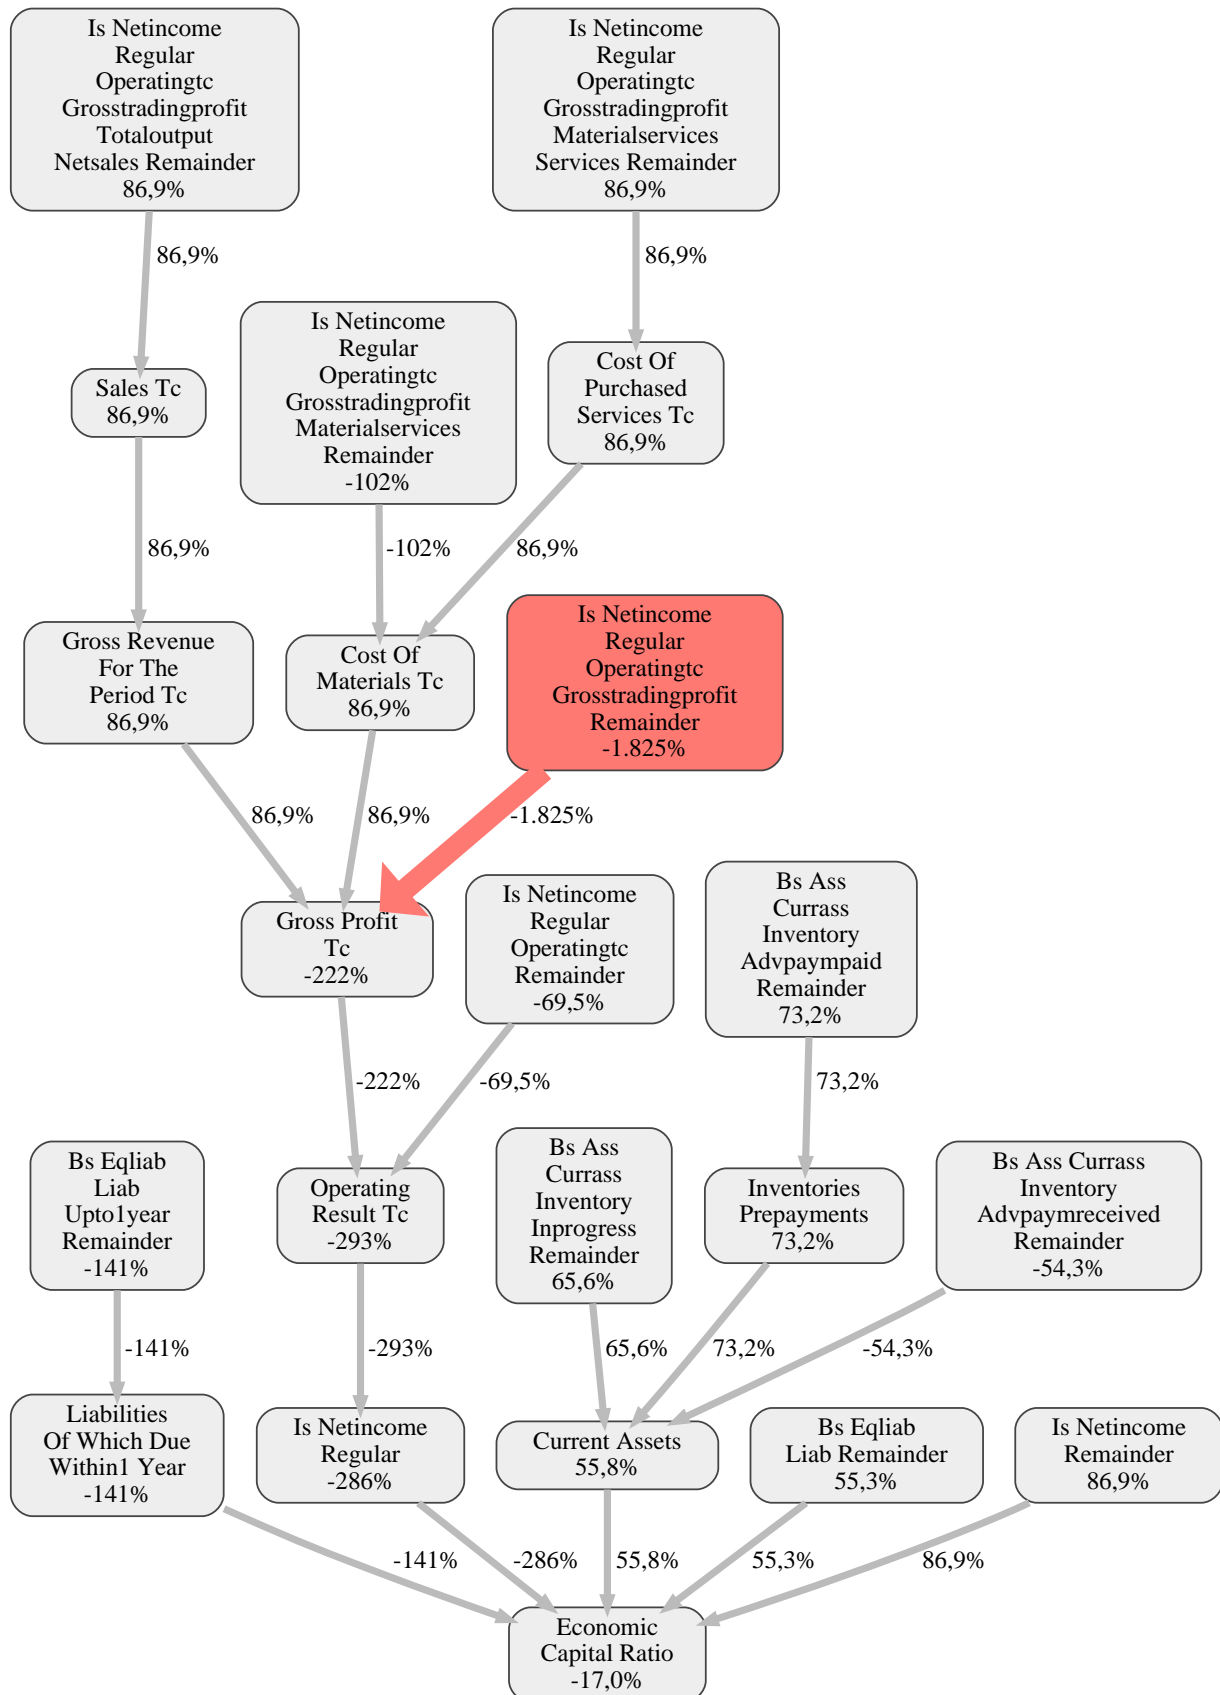 Is Netincome
Regular
Operatingtc
Grosstradingprofit
Totaloutput
Netsales Remainder
86,9%
Is Netincome
Regular
Operatingtc
Grosstradingprofit
Materialservices
Services Remainder
86,9%
86,9%
86,9%
Is Netincome
Regular
Operatingtc
Grosstradingprofit
Materialservices
Remainder
-102%
Cost Of
Purchased
Services Tc
86,9%
Sales Tc
86,9%
86,9%
-102%
86,9%
Is Netincome
Regular
Operatingtc
Grosstradingprofit
Remainder
-1.825%
Gross Revenue
For The
Period Tc
86,9%
Cost Of
Materials Tc
86,9%
86,9%
86,9%
-1.825%
Gross Profit
Tc
-222%
Is Netincome
Regular
Operatingtc
Remainder
-69,5%
Bs Ass
Currass
Inventory
Advpaympaid
Remainder
73,2%
-222%
-69,5%
73,2%
Bs Eqliab
Liab
Upto1year
Remainder
-141%
Operating
Result Tc
-293%
Bs Ass
Currass
Inventory
Inprogress
Remainder
65,6%
Inventories
Prepayments
73,2%
Bs Ass Currass
Inventory
Advpaymreceived
Remainder
-54,3%
-141%
-293%
65,6%
73,2%
-54,3%
Liabilities
Of Which Due
Within1 Year
-141%
Is Netincome
Regular
-286%
Current Assets
55,8%
Bs Eqliab
Liab Remainder
55,3%
Is Netincome
Remainder
86,9%
-141%
-286%
55,8%
55,3%
86,9%
Economic
Capital Ratio
-17,0%